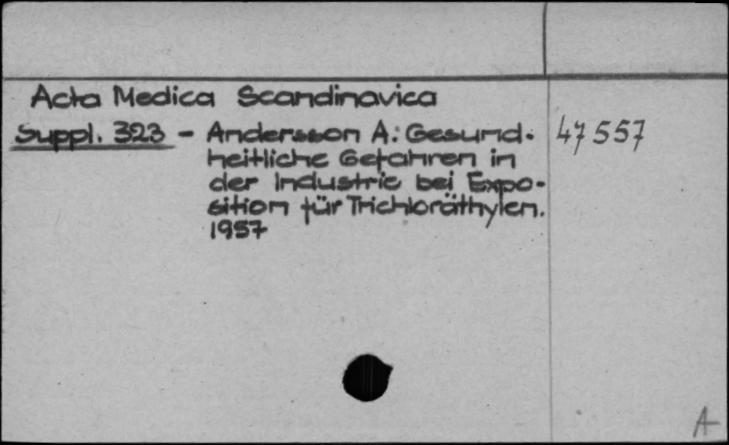 Acta Medica Scandinavica
Suppl. 323 - Andersson A.: Gesund- 47557
heitliche Gefahren in
der Industrie bei Expo-
sition für Trichloräthylen.
1957
A